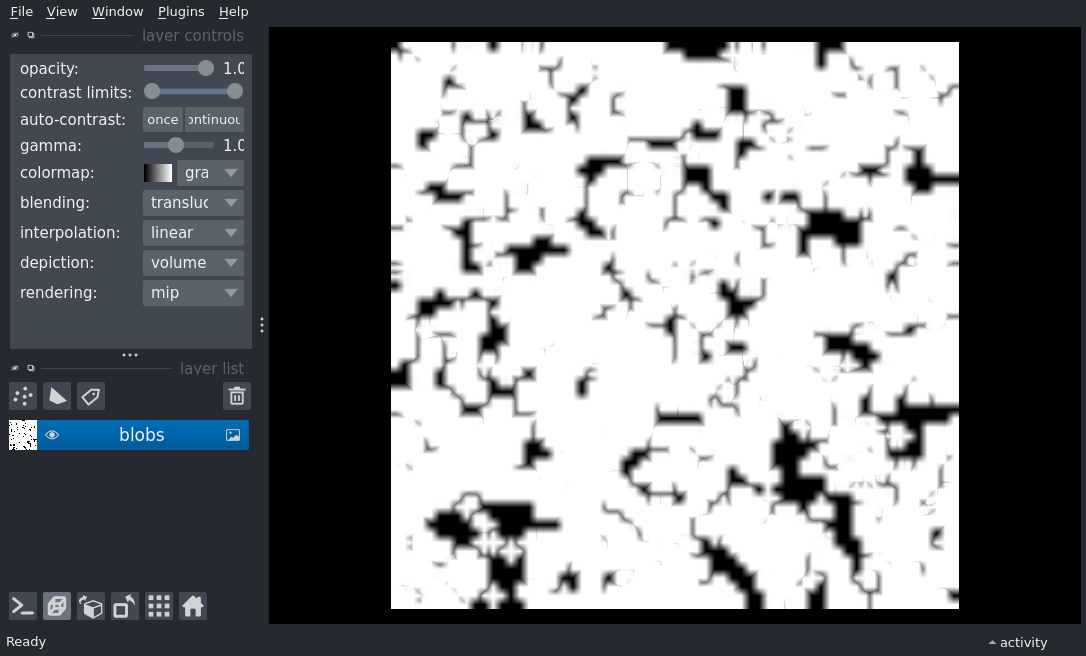 File View Window Plugins Help
layer controls
opacity: 1.0
contrast limits:
auto-contrast: once ontinuou
gamma: 1.0
colormap: gra
blending: transluc
interpolation: linear
depiction: volume
rendering: mip
layer list
blobs
Ready
activity